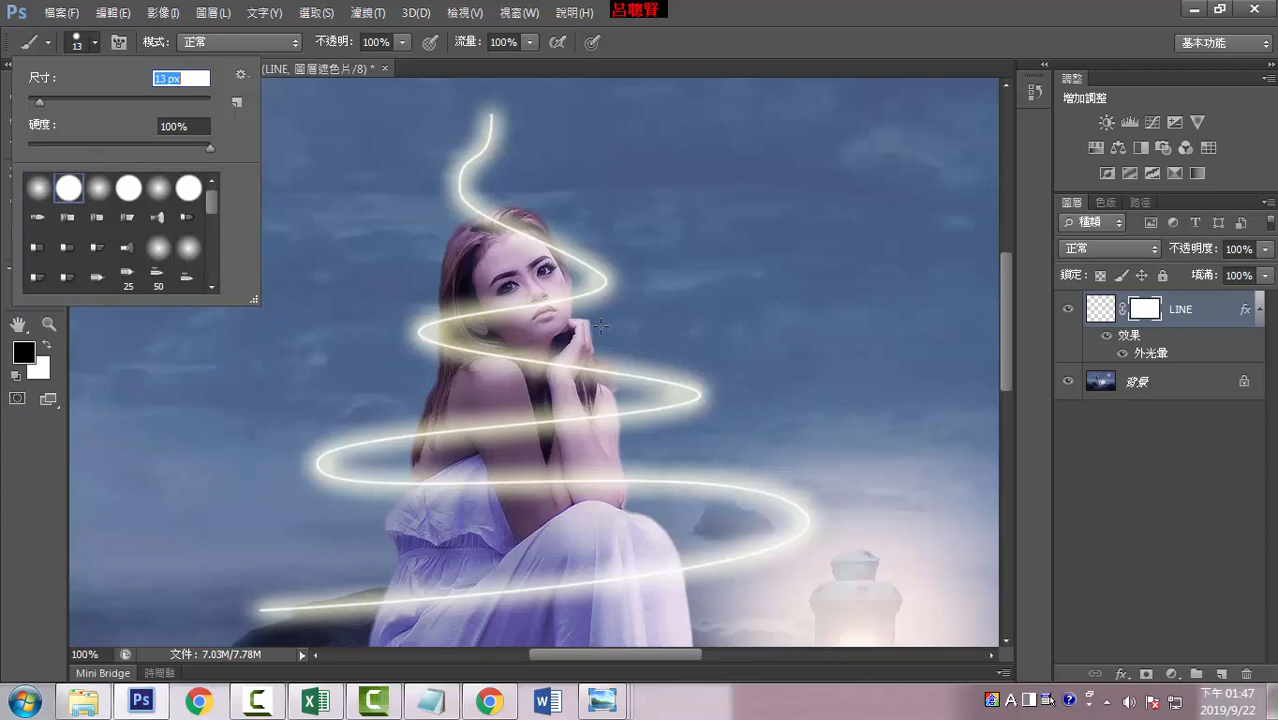 Ps 檔案(F) 編輯(E) 影像(I) 圖層(L) 文字(Y) 選取(S) 濾鏡(T) 3D(D) 檢視(V) 視窗(W) 說明(H) 呂聰賢
13 模式: 正常 不透明: 100% 流量: 100% 基本功能
(LINE, 圖層遮色片/8) * ×
尺寸: 13 px
硬度: 100%
25 50
調整
增加調整
圖層 色版 路徑
種類
正常 不透明度: 100%
鎖定: 填滿: 100%
LINE fx
效果
外光暈
背景
100% 文件: 7.03M/7.78M
Mini Bridge 時間軸
fx
Ps
A 下午 01:47
2019/9/22